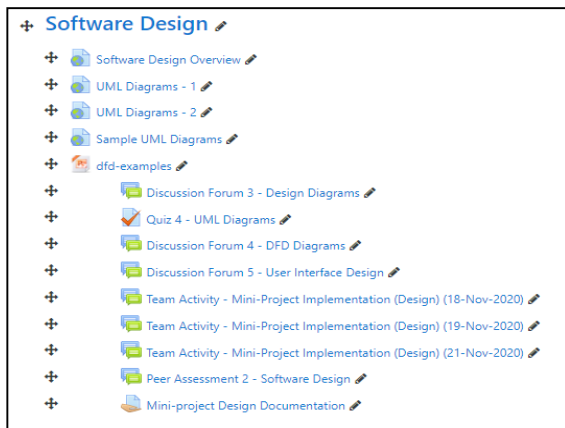 Software Design
Software Design Overview
UML Diagrams - 1
UML Diagrams - 2
Sample UML Diagrams
dfd-examples
Discussion Forum 3 - Design Diagrams
Quiz 4 - UML Diagrams
Discussion Forum 4 - DFD Diagrams
Discussion Forum 5 - User Interface Design
Team Activity - Mini-Project Implementation (Design) (18-Nov-2020)
Team Activity - Mini-Project Implementation (Design) (19-Nov-2020)
Team Activity - Mini-Project Implementation (Design) (21-Nov-2020)
Peer Assessment 2 - Software Design
Mini-project Design Documentation